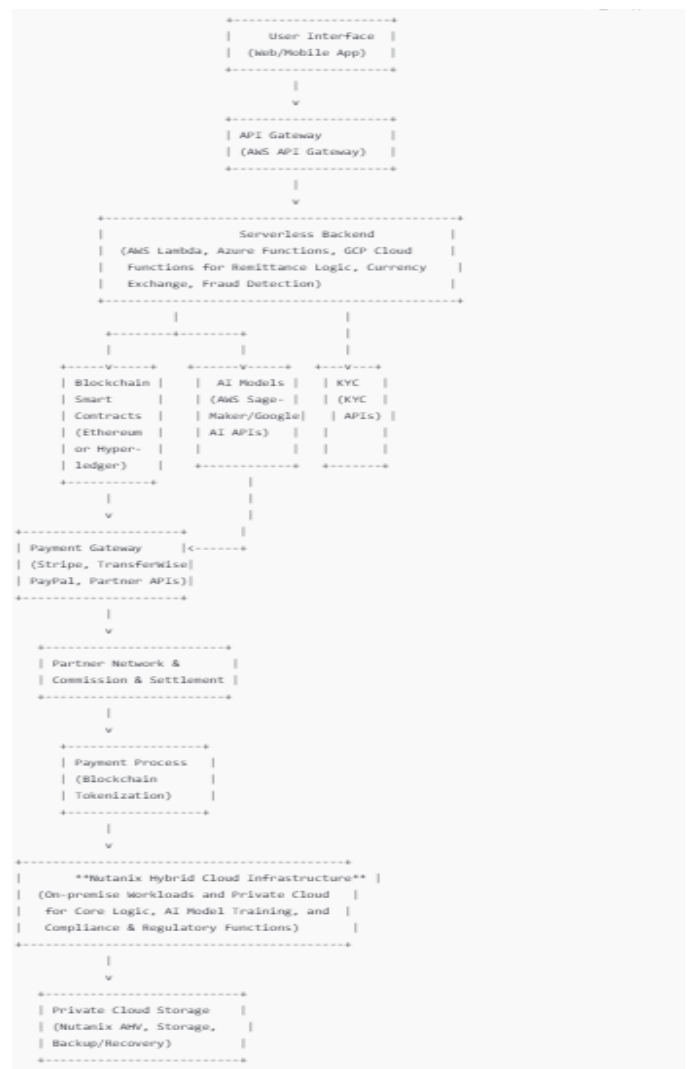 User Interface
(Web/Mobile App)
API Gateway
(AWS API Gateway)
Serverless Backend
(AWS Lambda, Azure Functions, GCP Cloud
Functions for Remittance Logic, Currency
Exchange, Fraud Detection)
Blockchain
Smart
Contracts
(Ethereum
or Hyper-
ledger)
AI Models
(AWS Sage-
Maker/Google
AI APIs)
KYC
(KYC
APIs)
Payment Gateway
(Stripe, TransferWise
PayPal, Partner APIs)
Partner Network &
Commission & Settlement
Payment Process
(Blockchain
Tokenization)
**Nutanix Hybrid Cloud Infrastructure**
(On-premise Workloads and Private Cloud
for Core Logic, AI Model Training, and
Compliance & Regulatory Functions)
Private Cloud Storage
(Nutanix AHV, Storage,
Backup/Recovery)